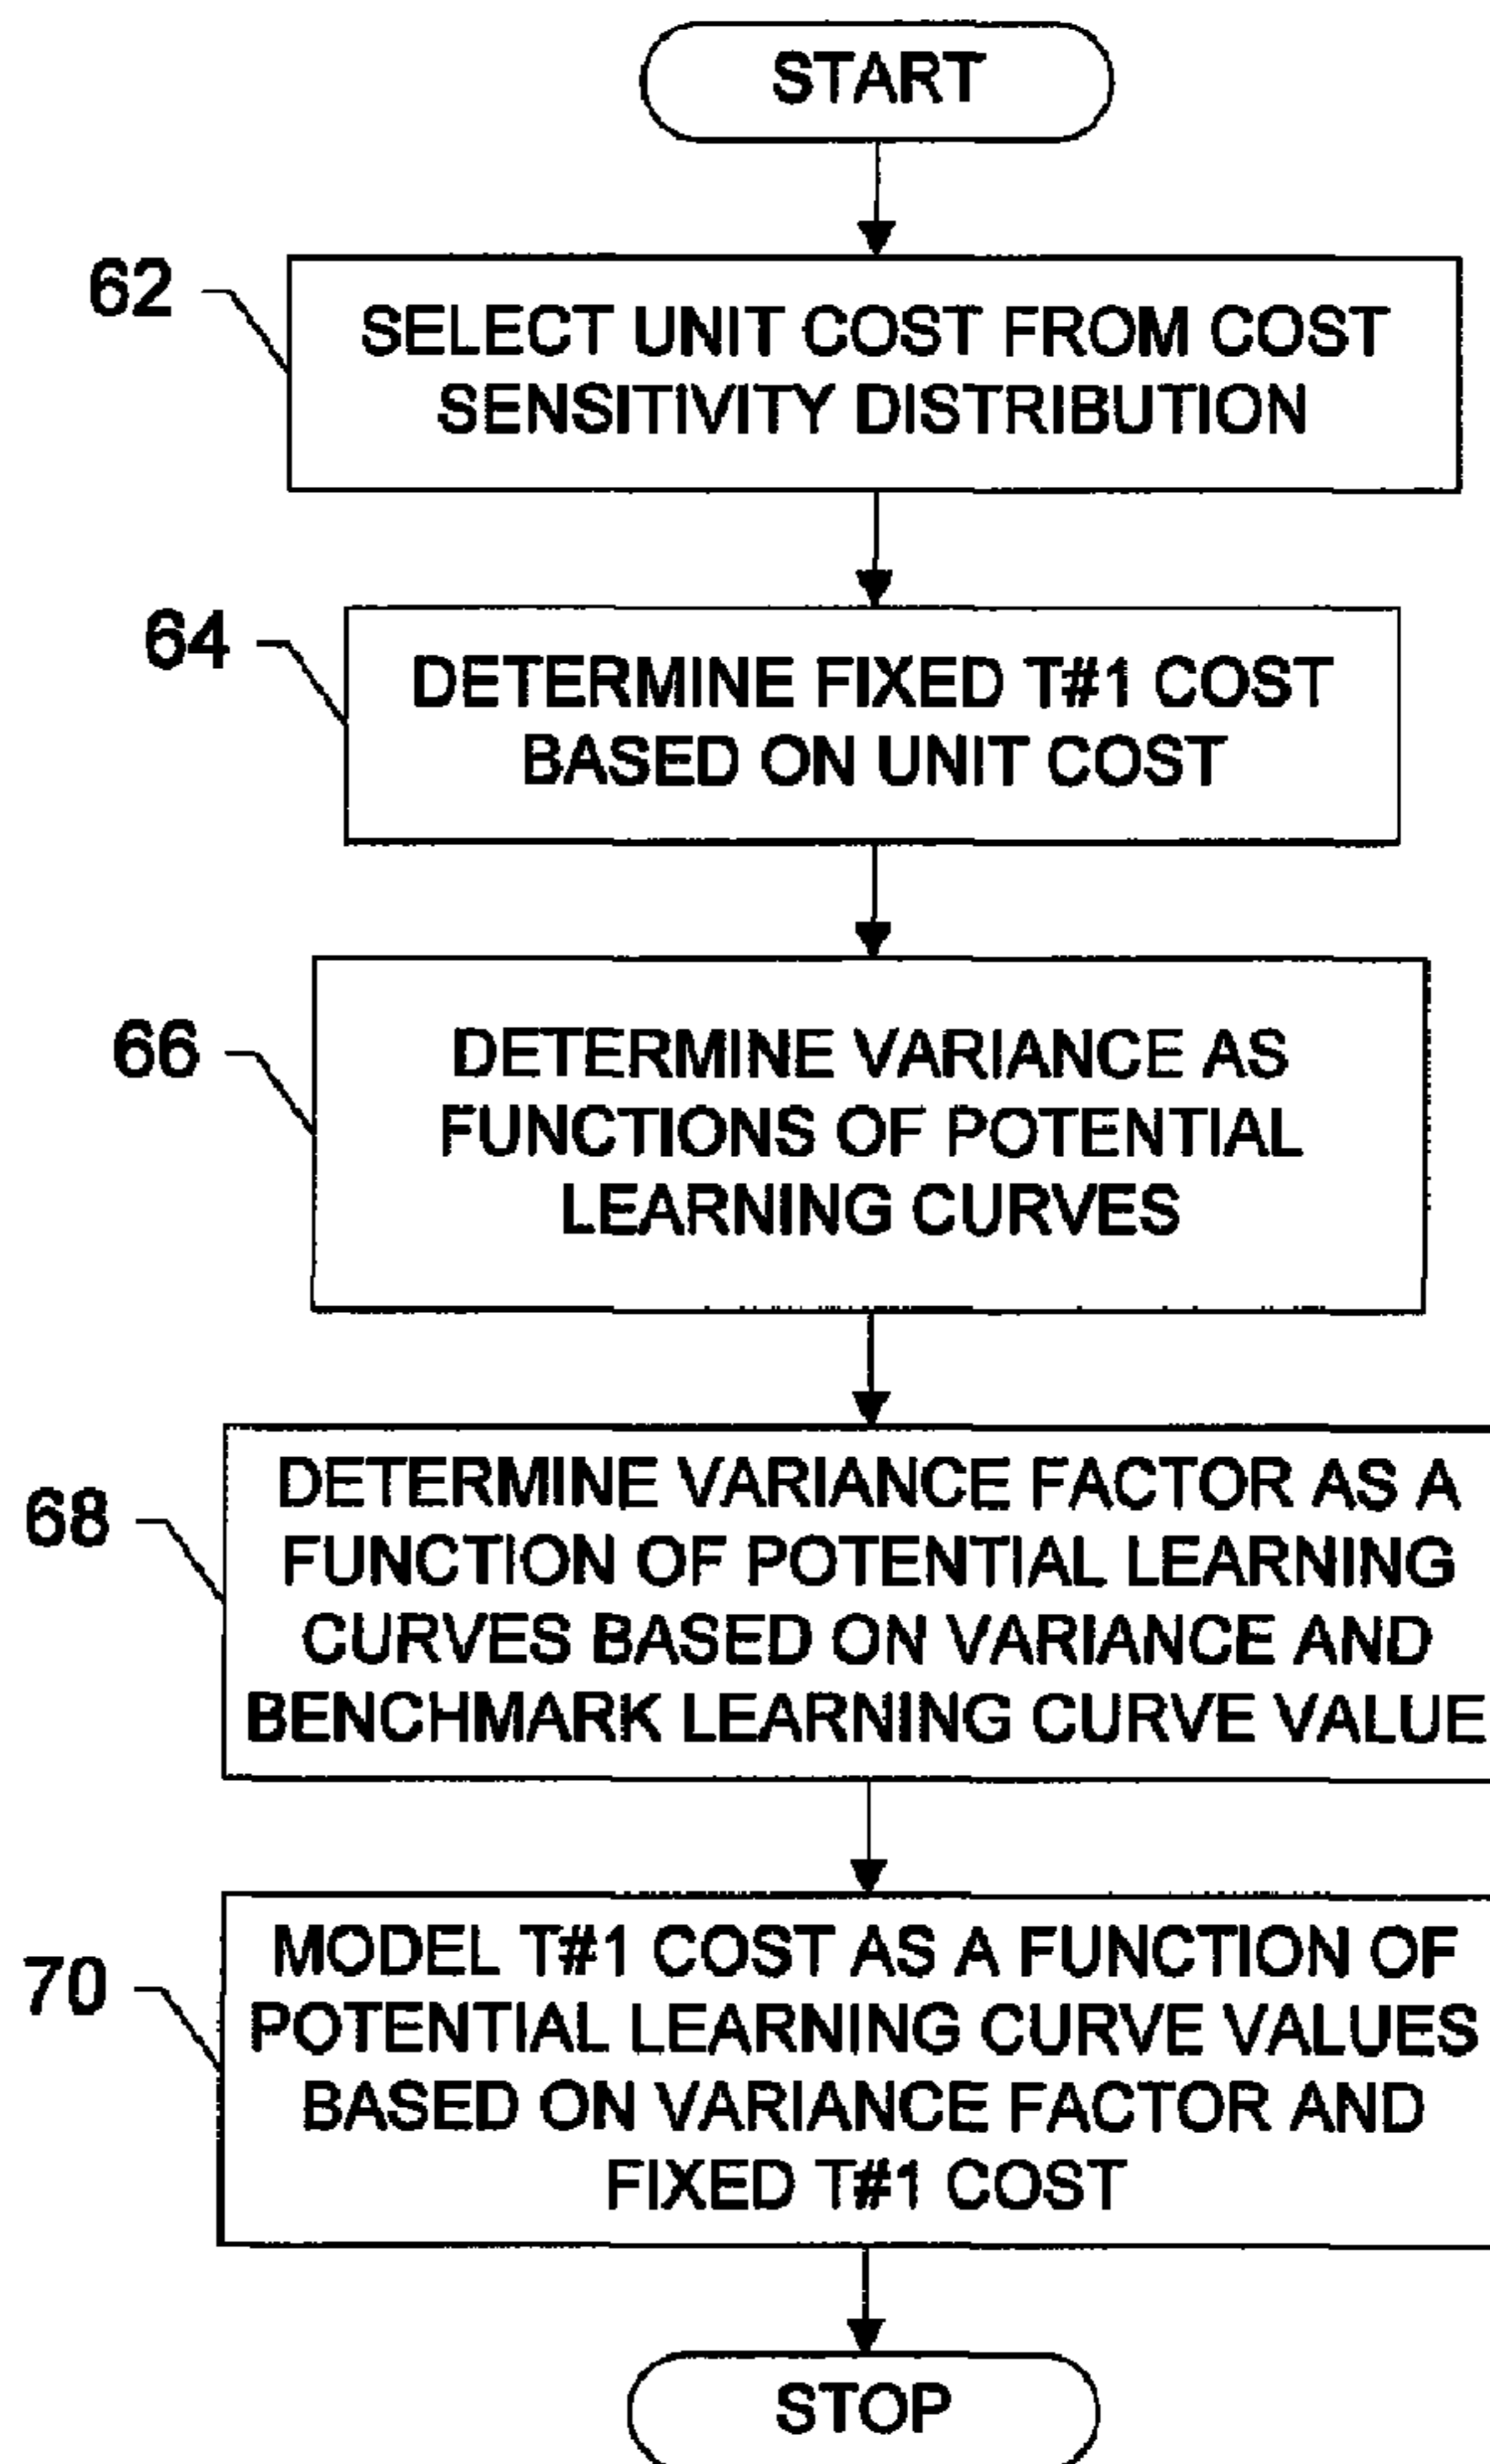 START
62
SELECT UNIT COST FROM COST
SENSITIVITY DISTRIBUTION
64
DETERMINE FIXED T#1 COST
BASED ON UNIT COST
66
DETERMINE VARIANCE AS
FUNCTIONS OF POTENTIAL
LEARNING CURVES
68
DETERMINE VARIANCE FACTOR AS A
FUNCTION OF POTENTIAL LEARNING
CURVES BASED ON VARIANCE AND
BENCHMARK LEARNING CURVE VALUE
70
MODEL T#1 COST AS A FUNCTION OF
POTENTIAL LEARNING CURVE VALUES
BASED ON VARIANCE FACTOR AND
FIXED T#1 COST
STOP